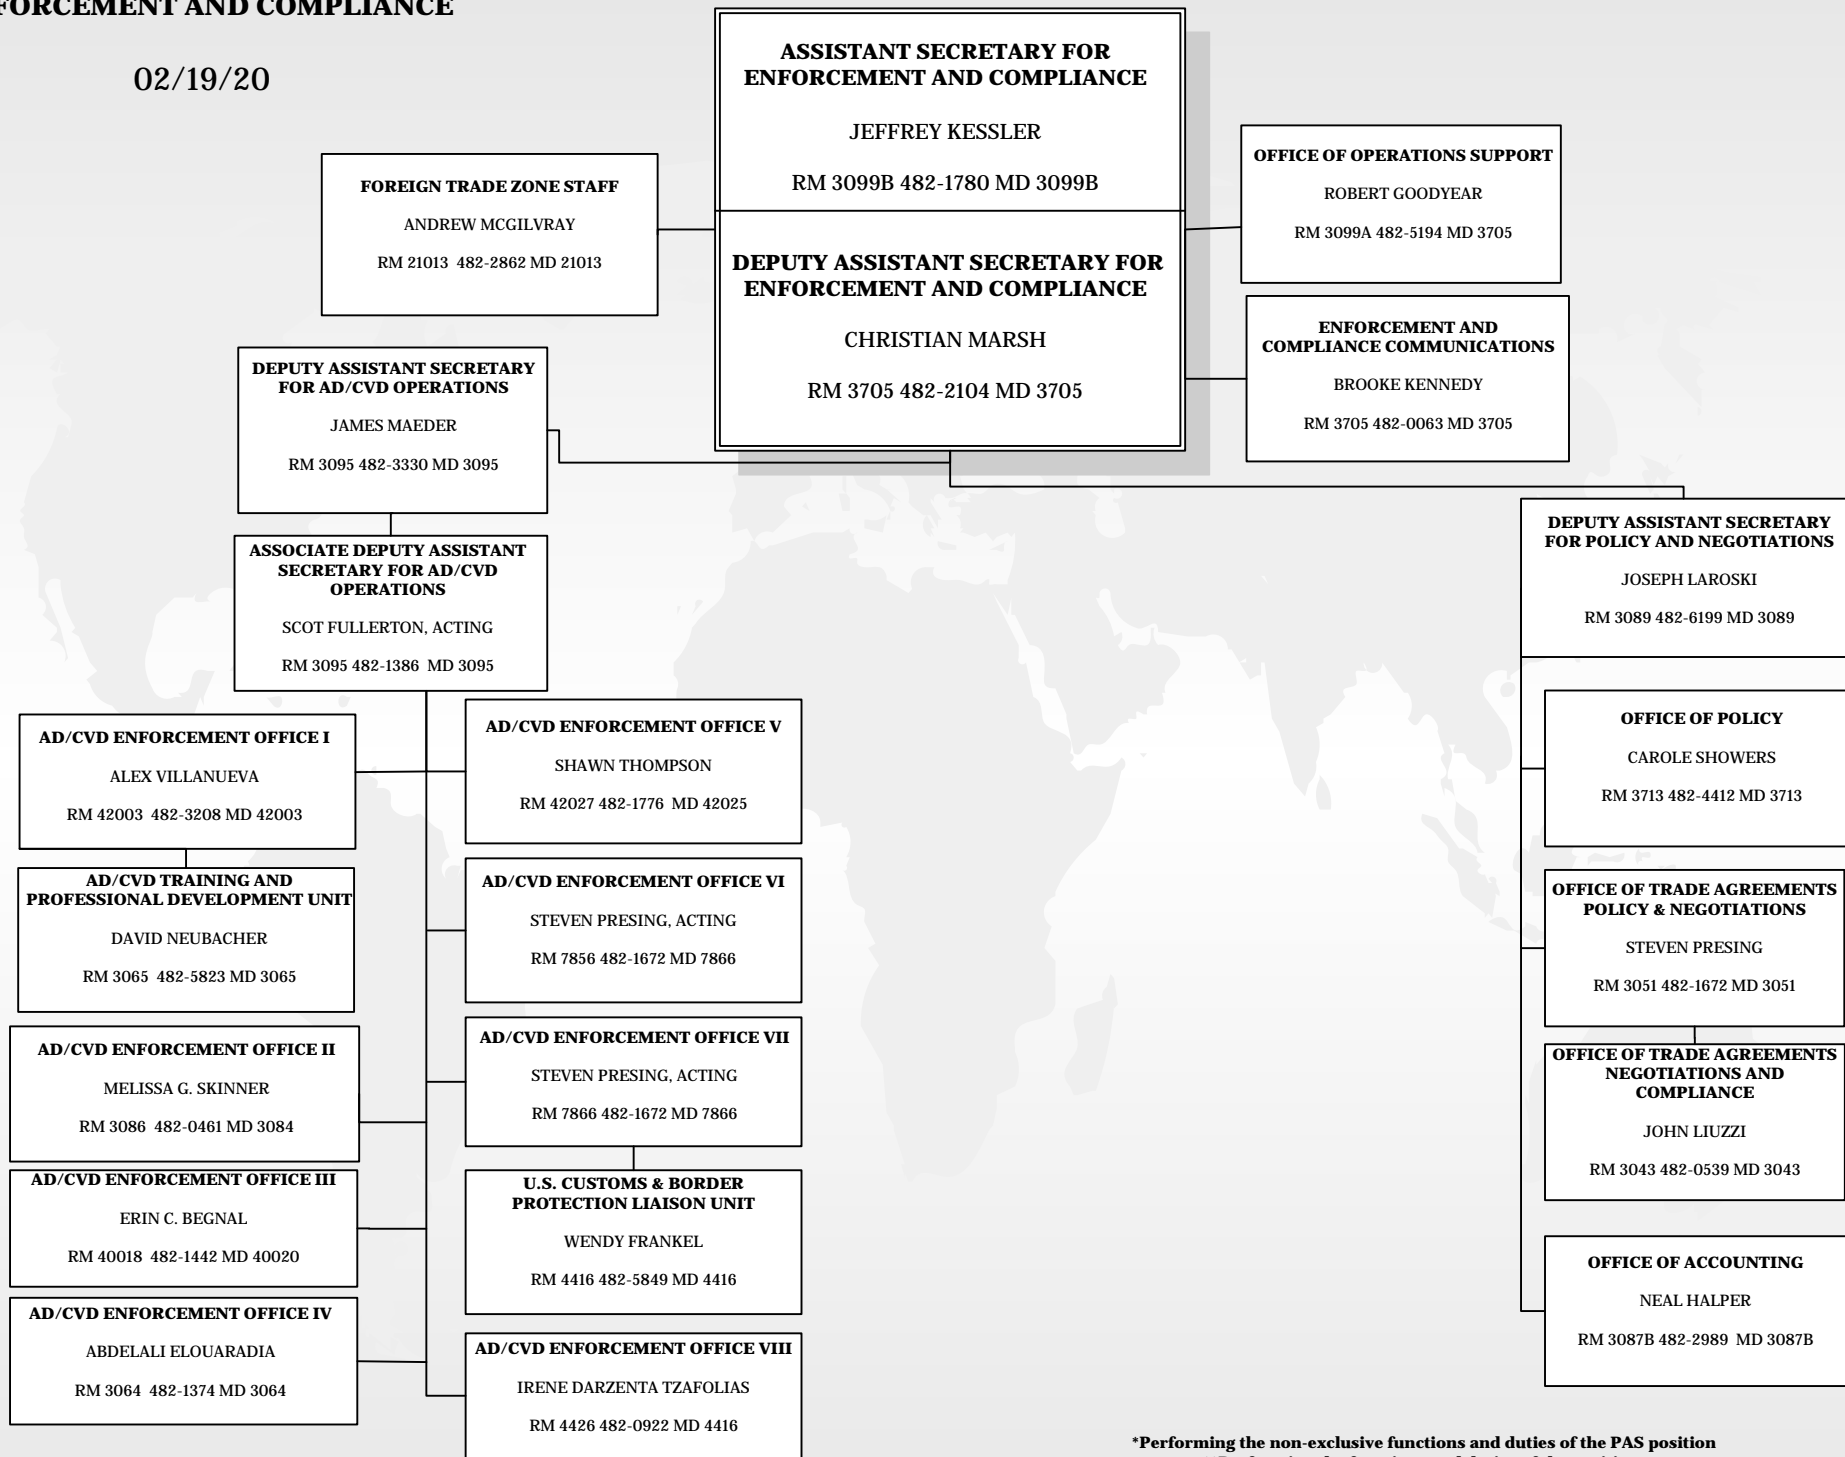 FORCEMENT AND COMPLIANCE
02/19/20
ASSISTANT SECRETARY FOR
ENFORCEMENT AND COMPLIANCE
JEFFREY KESSLER
RM 3099B 482-1780 MD 3099B
DEPUTY ASSISTANT SECRETARY FOR
ENFORCEMENT AND COMPLIANCE
CHRISTIAN MARSH
RM 3705 482-2104 MD 3705
FOREIGN TRADE ZONE STAFF
ANDREW MCGILVRAY
RM 21013 482-2862 MD 21013
OFFICE OF OPERATIONS SUPPORT
ROBERT GOODYEAR
RM 3099A 482-5194 MD 3705
ENFORCEMENT AND
COMPLIANCE COMMUNICATIONS
BROOKE KENNEDY
RM 3705 482-0063 MD 3705
DEPUTY ASSISTANT SECRETARY
FOR AD/CVD OPERATIONS
JAMES MAEDER
RM 3095 482-3330 MD 3095
ASSOCIATE DEPUTY ASSISTANT
SECRETARY FOR AD/CVD
OPERATIONS
SCOT FULLERTON, ACTING
RM 3095 482-1386 MD 3095
AD/CVD ENFORCEMENT OFFICE I
ALEX VILLANUEVA
RM 42003 482-3208 MD 42003
AD/CVD TRAINING AND
PROFESSIONAL DEVELOPMENT UNIT
DAVID NEUBACHER
RM 3065 482-5823 MD 3065
AD/CVD ENFORCEMENT OFFICE II
MELISSA G. SKINNER
RM 3086 482-0461 MD 3084
AD/CVD ENFORCEMENT OFFICE III
ERIN C. BEGNAL
RM 40018 482-1442 MD 40020
AD/CVD ENFORCEMENT OFFICE IV
ABDELALI ELOUARADIA
RM 3064 482-1374 MD 3064
AD/CVD ENFORCEMENT OFFICE V
SHAWN THOMPSON
RM 42027 482-1776 MD 42025
AD/CVD ENFORCEMENT OFFICE VI
STEVEN PRESING, ACTING
RM 7856 482-1672 MD 7866
AD/CVD ENFORCEMENT OFFICE VII
STEVEN PRESING, ACTING
RM 7866 482-1672 MD 7866
U.S. CUSTOMS & BORDER
PROTECTION LIAISON UNIT
WENDY FRANKEL
RM 4416 482-5849 MD 4416
AD/CVD ENFORCEMENT OFFICE VIII
IRENE DARZENTA TZAFOLIAS
RM 4426 482-0922 MD 4416
DEPUTY ASSISTANT SECRETARY
FOR POLICY AND NEGOTIATIONS
JOSEPH LAROSKI
RM 3089 482-6199 MD 3089
OFFICE OF POLICY
CAROLE SHOWERS
RM 3713 482-4412 MD 3713
OFFICE OF TRADE AGREEMENTS
POLICY & NEGOTIATIONS
STEVEN PRESING
RM 3051 482-1672 MD 3051
OFFICE OF TRADE AGREEMENTS
NEGOTIATIONS AND
COMPLIANCE
JOHN LIUZZI
RM 3043 482-0539 MD 3043
OFFICE OF ACCOUNTING
NEAL HALPER
RM 3087B 482-2989 MD 3087B
*Performing the non-exclusive functions and duties of the PAS position